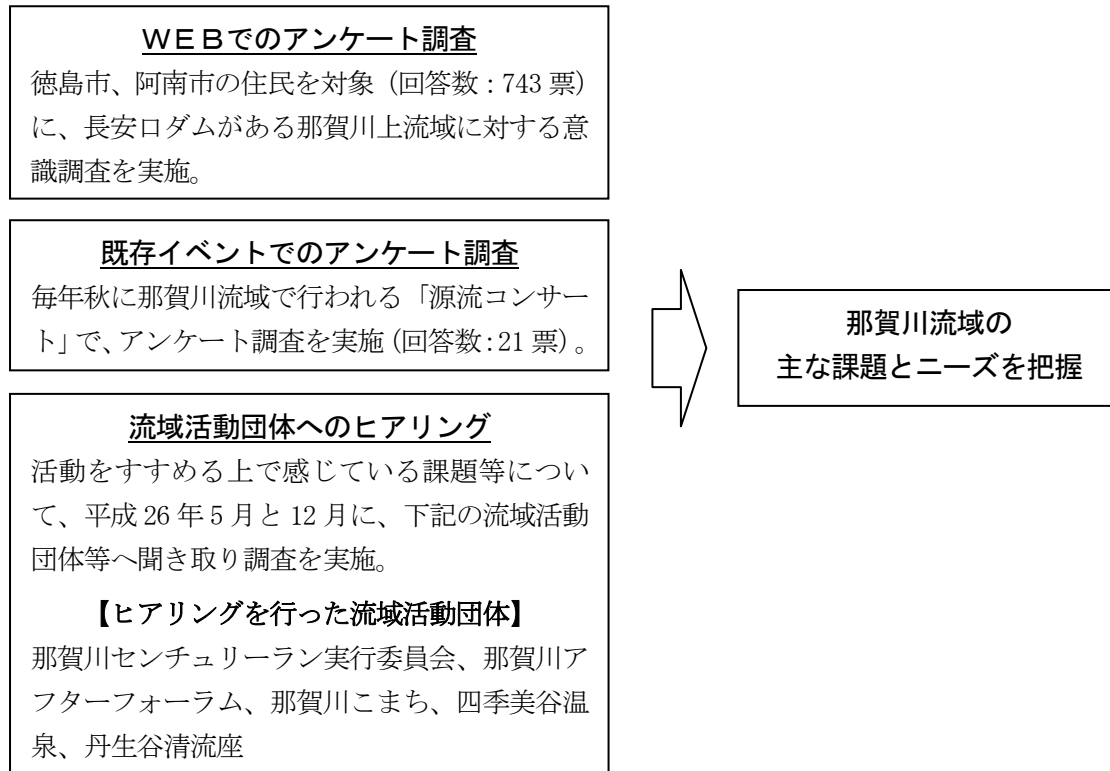 ＷＥＢでのアンケート調査
徳島市、阿南市の住民を対象（回答数：743 票）
に、長安口ダムがある那賀川上流域に対する意
識調査を実施。
既存イベントでのアンケート調査
毎年秋に那賀川流域で行われる「源流コンサー
ト」で、アンケート調査を実施（回答数：21 票）。
流域活動団体へのヒアリング
活動をすすめる上で感じている課題等につい
て、平成 26 年 5 月と 12 月に、下記の流域活動
団体等へ聞き取り調査を実施。
【ヒアリングを行った流域活動団体】
那賀川センチュリーラン実行委員会、那賀川ア
フターフォーラム、那賀川こまち、四季美谷温
泉、丹生谷清流座
那賀川流域の
主な課題とニーズを把握